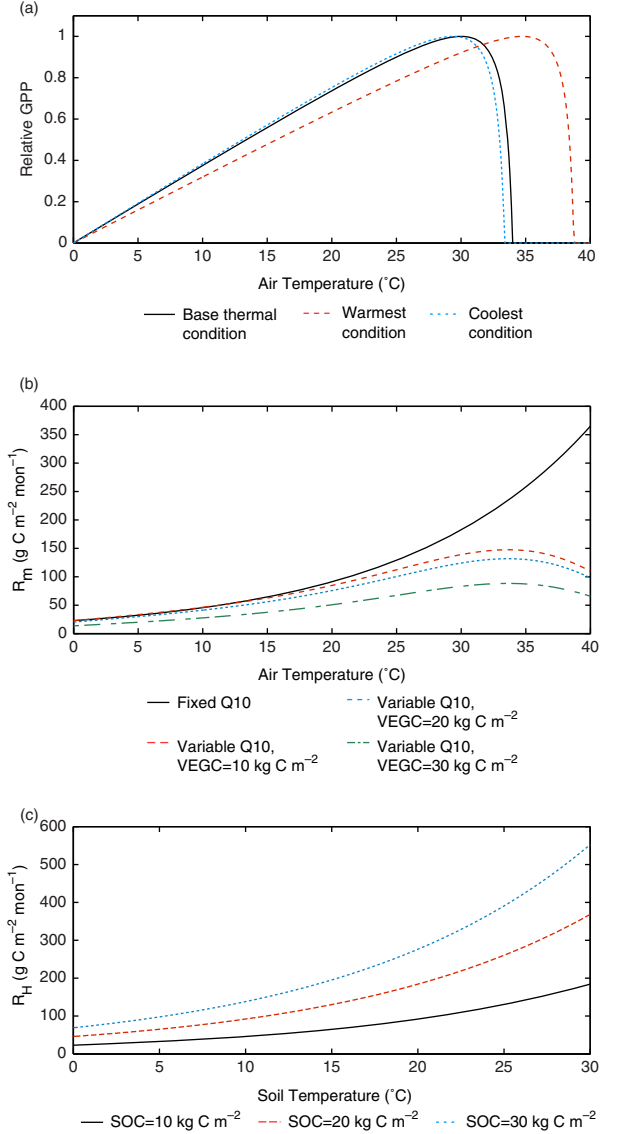 (a)
1
0.8
0.6
0.4
0.2
0
Relative GPP
0 5 10 15 20 25 30 35 40
Air Temperature (˚C)
Base thermal condition
Warmest condition
Coolest condition
(b)
400
350
300
250
200
150
100
50
0
R_m (g C m⁻² mon⁻¹)
0 5 10 15 20 25 30 35 40
Air Temperature (˚C)
Fixed Q10
Variable Q10,
VEGC=20 kg C m⁻²
Variable Q10,
VEGC=10 kg C m⁻²
Variable Q10,
VEGC=30 kg C m⁻²
(c)
600
500
400
300
200
100
0
R_H (g C m⁻² mon⁻¹)
0 5 10 15 20 25 30
Soil Temperature (˚C)
SOC=10 kg C m⁻² SOC=20 kg C m⁻² SOC=30 kg C m⁻²